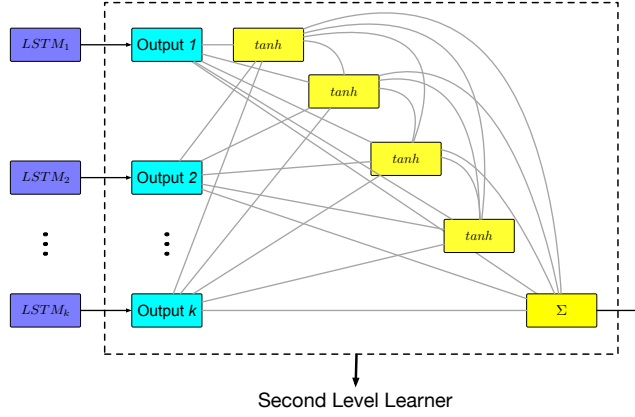 LSTM₁ Output 1 tanh
tanh
tanh
LSTM₂ Output 2
tanh
LSTMₖ Output k Σ
Second Level Learner